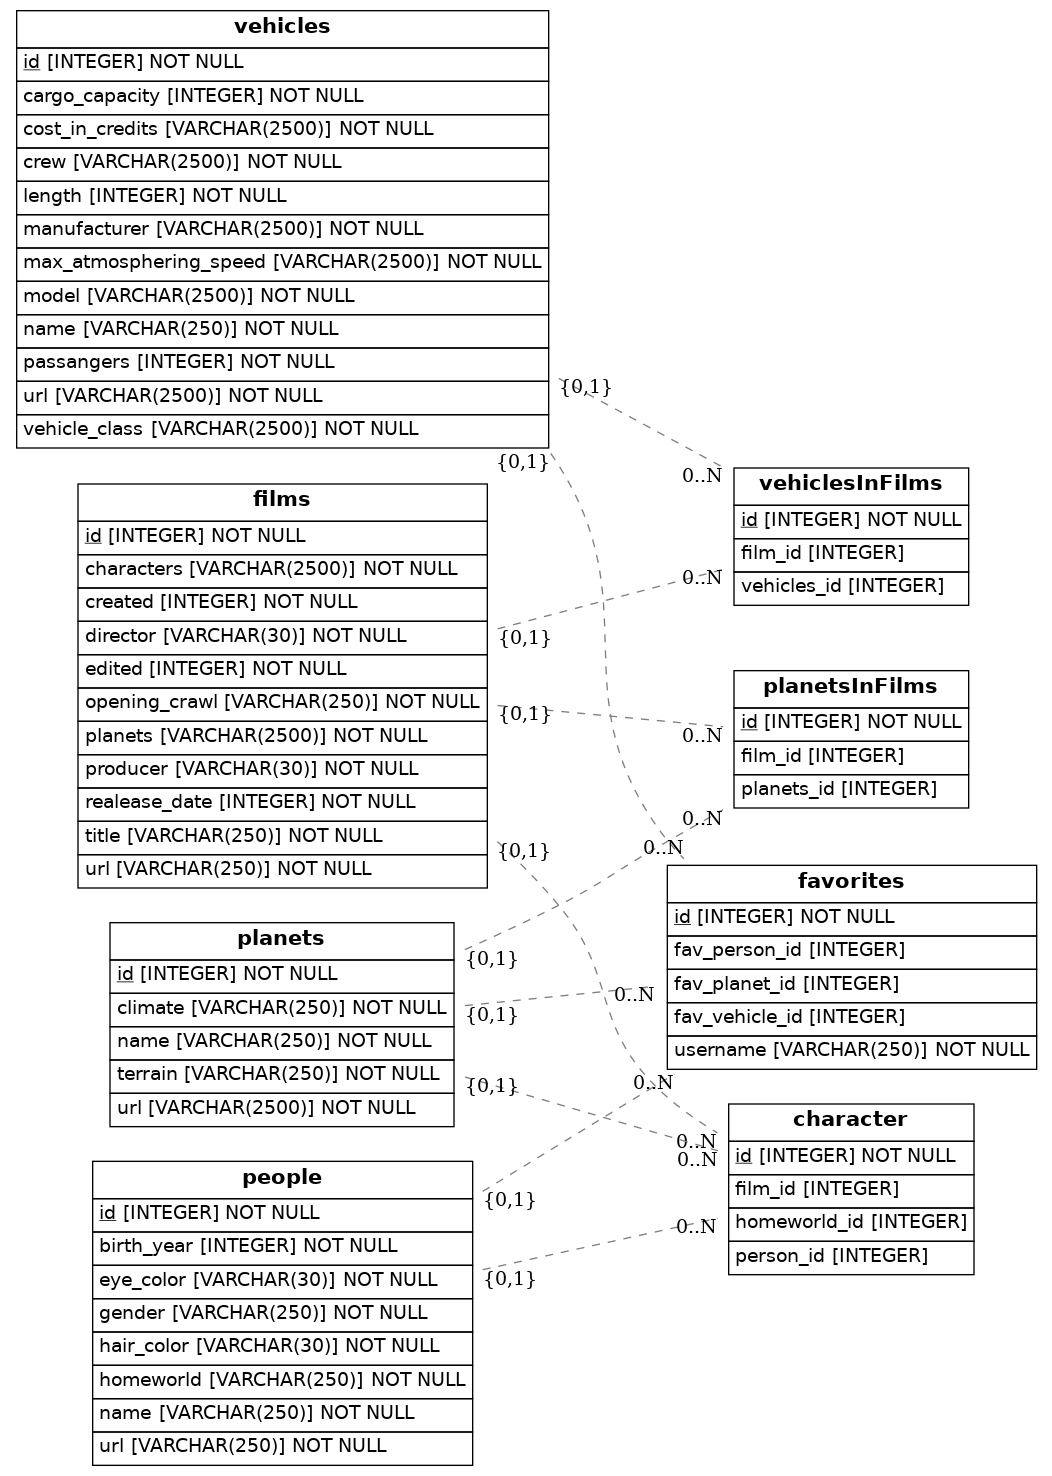 vehicles
id [INTEGER] NOT NULL
cargo_capacity [INTEGER] NOT NULL
cost_in_credits [VARCHAR(2500)] NOT NULL
crew [VARCHAR(2500)] NOT NULL
length [INTEGER] NOT NULL
manufacturer [VARCHAR(2500)] NOT NULL
max_atmosphering_speed [VARCHAR(2500)] NOT NULL
model [VARCHAR(2500)] NOT NULL
name [VARCHAR(250)] NOT NULL
passangers [INTEGER] NOT NULL
url [VARCHAR(2500)] NOT NULL
vehicle_class [VARCHAR(2500)] NOT NULL
{0,1}
0..N
{0,1}
0..N
vehiclesInFilms
id [INTEGER] NOT NULL
film_id [INTEGER]
vehicles_id [INTEGER]
films
id [INTEGER] NOT NULL
characters [VARCHAR(2500)] NOT NULL
created [INTEGER] NOT NULL
director [VARCHAR(30)] NOT NULL
edited [INTEGER] NOT NULL
opening_crawl [VARCHAR(250)] NOT NULL
planets [VARCHAR(2500)] NOT NULL
producer [VARCHAR(30)] NOT NULL
realease_date [INTEGER] NOT NULL
title [VARCHAR(250)] NOT NULL
url [VARCHAR(250)] NOT NULL
{0,1}
0..N
{0,1}
0..N
{0,1}
0..N
planetsInFilms
id [INTEGER] NOT NULL
film_id [INTEGER]
planets_id [INTEGER]
planets
id [INTEGER] NOT NULL
climate [VARCHAR(250)] NOT NULL
name [VARCHAR(250)] NOT NULL
terrain [VARCHAR(250)] NOT NULL
url [VARCHAR(2500)] NOT NULL
{0,1}
0..N
{0,1}
0..N
{0,1}
0..N
favorites
id [INTEGER] NOT NULL
fav_person_id [INTEGER]
fav_planet_id [INTEGER]
fav_vehicle_id [INTEGER]
username [VARCHAR(250)] NOT NULL
people
id [INTEGER] NOT NULL
birth_year [INTEGER] NOT NULL
eye_color [VARCHAR(30)] NOT NULL
gender [VARCHAR(250)] NOT NULL
hair_color [VARCHAR(30)] NOT NULL
homeworld [VARCHAR(250)] NOT NULL
name [VARCHAR(250)] NOT NULL
url [VARCHAR(250)] NOT NULL
{0,1}
0..N
{0,1}
0..N
character
id [INTEGER] NOT NULL
film_id [INTEGER]
homeworld_id [INTEGER]
person_id [INTEGER]